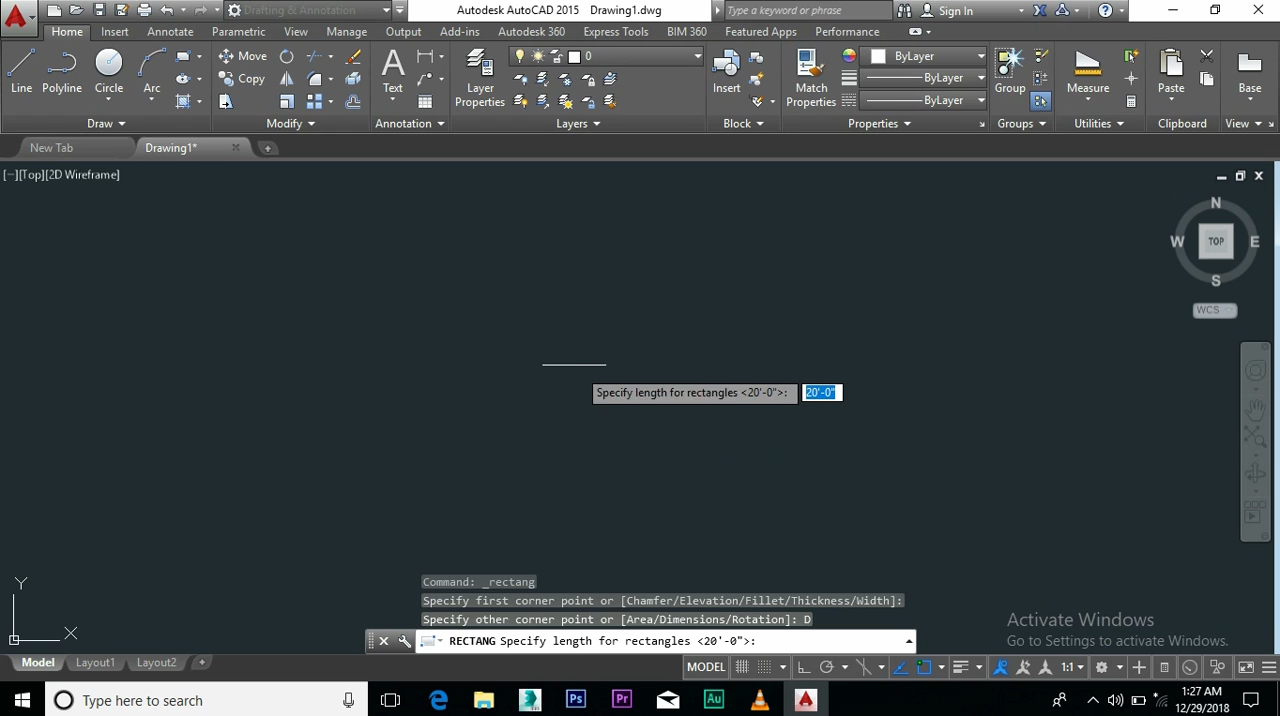 Drafting & Annotation
Autodesk AutoCAD 2015 Drawing1.dwg
Type a keyword or phrase
Sign In
Home Insert Annotate Parametric View Manage Output Add-ins Autodesk 360 Express Tools BIM 360 Featured Apps Performance
Line Polyline Circle Arc
Move
Copy
Text
Layer
Properties
0
Insert
Match
Properties
ByLayer
ByLayer
ByLayer
Group
Measure
Paste
Base
Draw Modify Annotation Layers Block Properties Groups Utilities Clipboard View
New Tab Drawing1*
[−][Top][2D Wireframe]
N
W TOP E
S
WCS
Specify length for rectangles <20'-0">: 20'-0"
Y
X
Command: _rectang
Specify first corner point or [Chamfer/Elevation/Fillet/Thickness/Width]:
Specify other corner point or [Area/Dimensions/Rotation]: D
RECTANG Specify length for rectangles <20'-0">:
Activate Windows
Go to Settings to activate Windows.
Model Layout1 Layout2
MODEL 1:1
Type here to search
Ps Pr Au
1:27 AM
12/29/2018